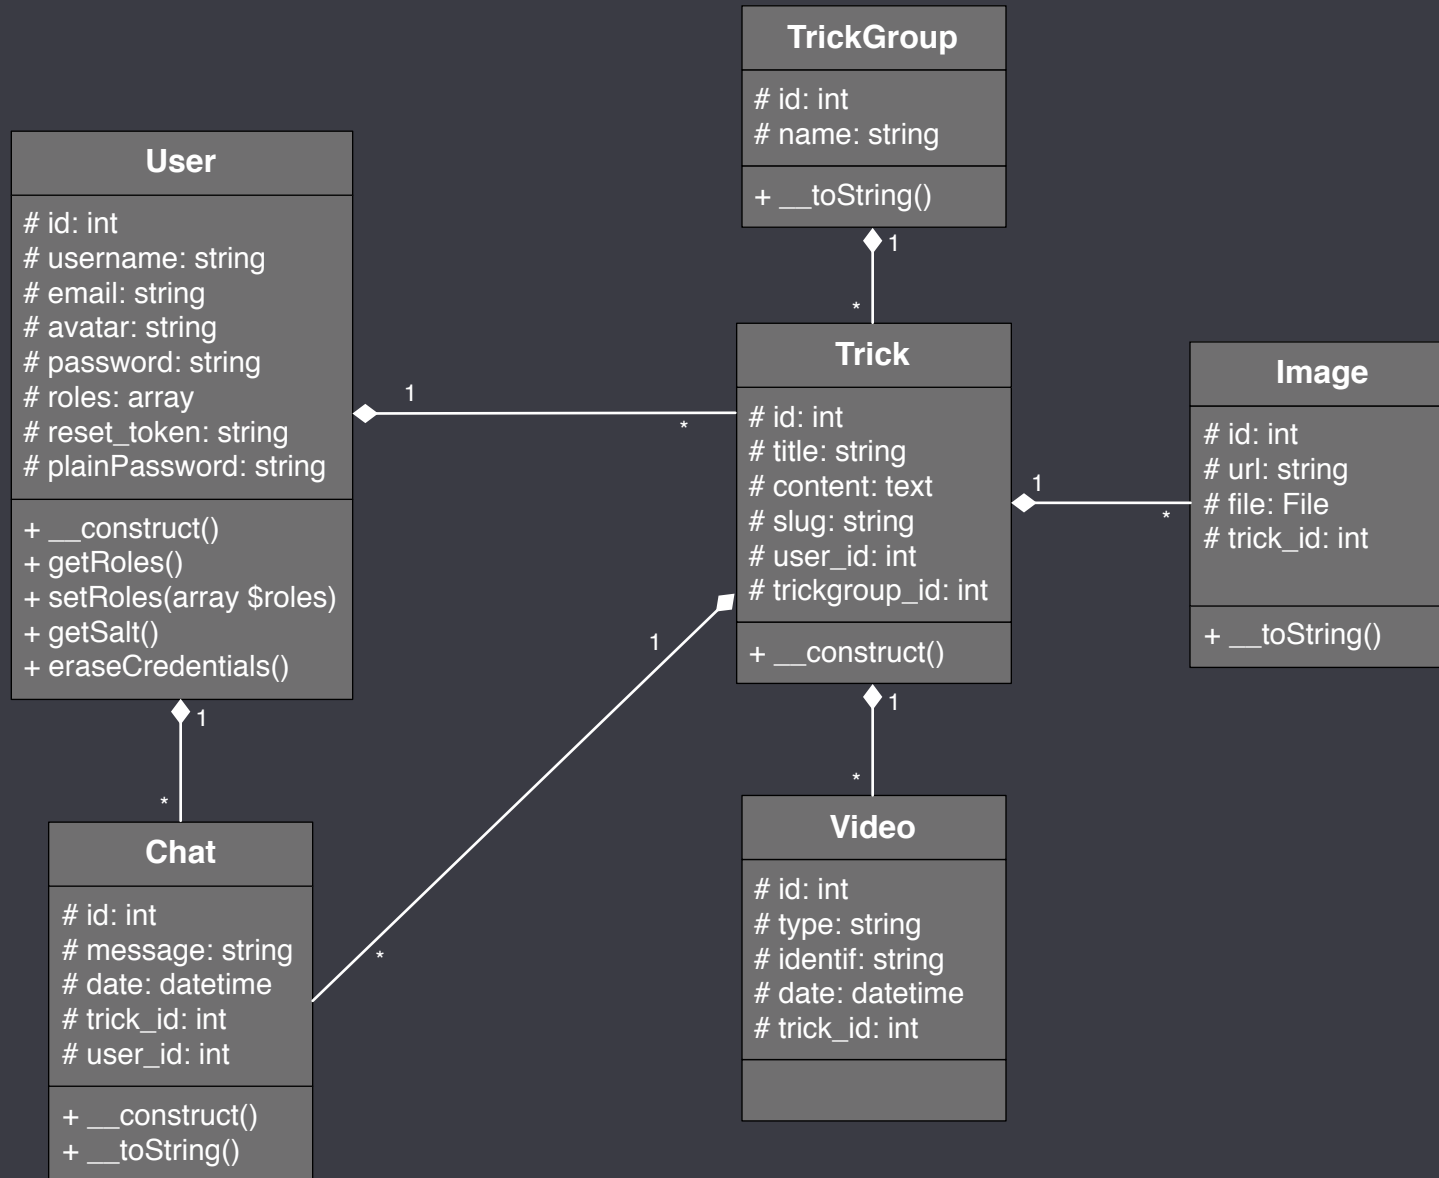 TrickGroup
# id: int
# name: string
+ __toString()
1
*
User
# id: int
# username: string
# email: string
# avatar: string
# password: string
# roles: array
# reset_token: string
# plainPassword: string
+ __construct()
+ getRoles()
+ setRoles(array $roles)
+ getSalt()
+ eraseCredentials()
1
*
Trick
# id: int
# title: string
# content: text
# slug: string
# user_id: int
# trickgroup_id: int
+ __construct()
1
*
Image
# id: int
# url: string
# file: File
# trick_id: int
+ __toString()
1
*
1
*
Chat
# id: int
# message: string
# date: datetime
# trick_id: int
# user_id: int
+ __construct()
+ __toString()
1
*
Video
# id: int
# type: string
# identif: string
# date: datetime
# trick_id: int